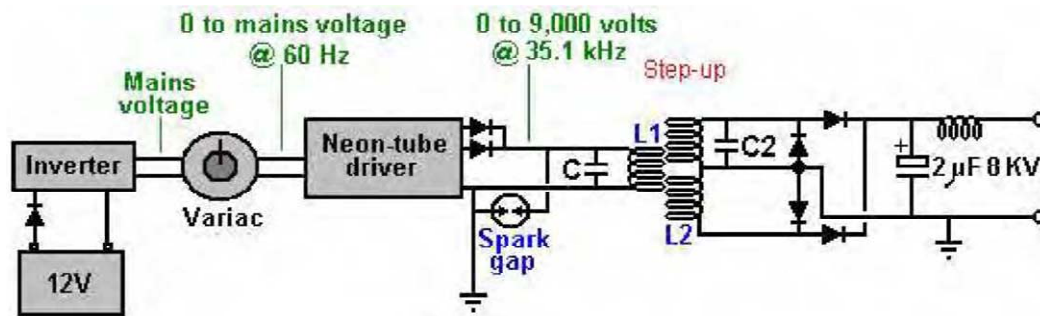 0 to mains voltage
@ 60 Hz
0 to 9,000 volts
@ 35.1 kHz
Step-up
Mains
voltage
Inverter
Variac
Neon-tube
driver
C
L1
L2
C2
+
2 µF 8 KV
Spark
gap
12V